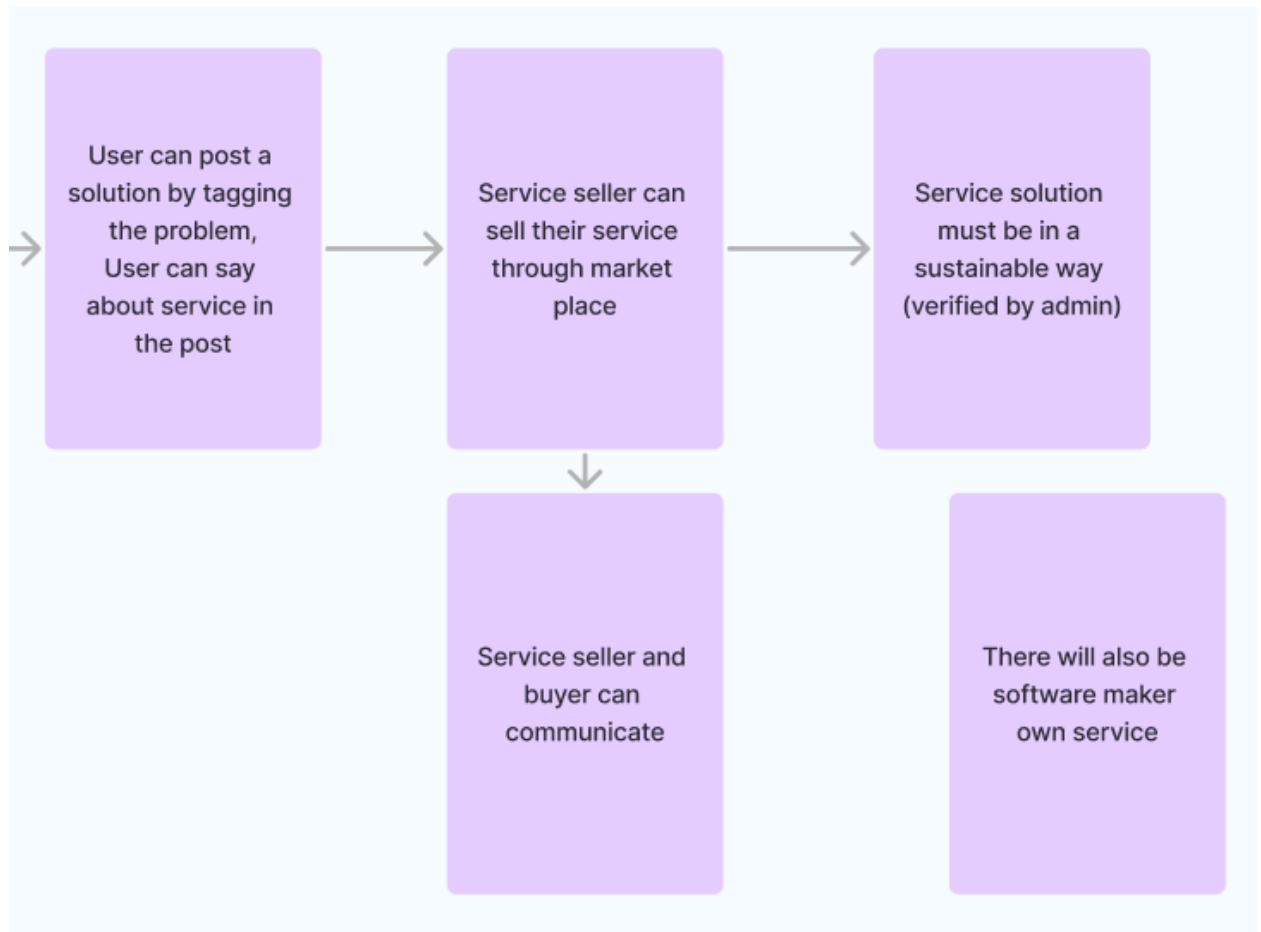 User can post a
solution by tagging
the problem,
User can say
about service in
the post
Service seller can
sell their service
through market
place
Service solution
must be in a
sustainable way
(verified by admin)
Service seller and
buyer can
communicate
There will also be
software maker
own service